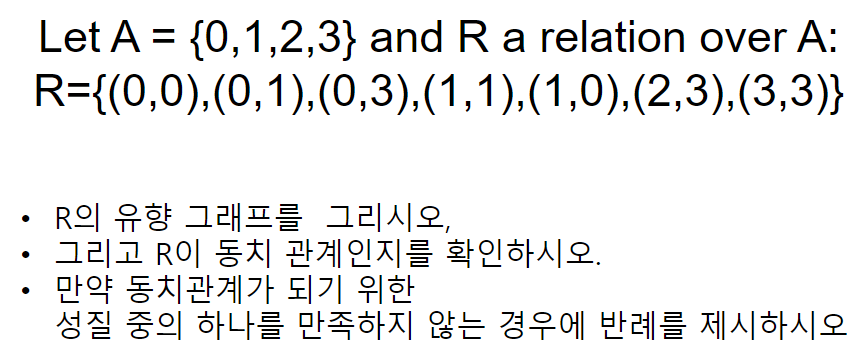 Let A = {0,1,2,3} and R a relation over A:
R={(0,0),(0,1),(0,3),(1,1),(1,0),(2,3),(3,3)}
• R의 유향 그래프를 그리시오,
• 그리고 R이 동치 관계인지를 확인하시오.
• 만약 동치관계가 되기 위한
성질 중의 하나를 만족하지 않는 경우에 반례를 제시하시오